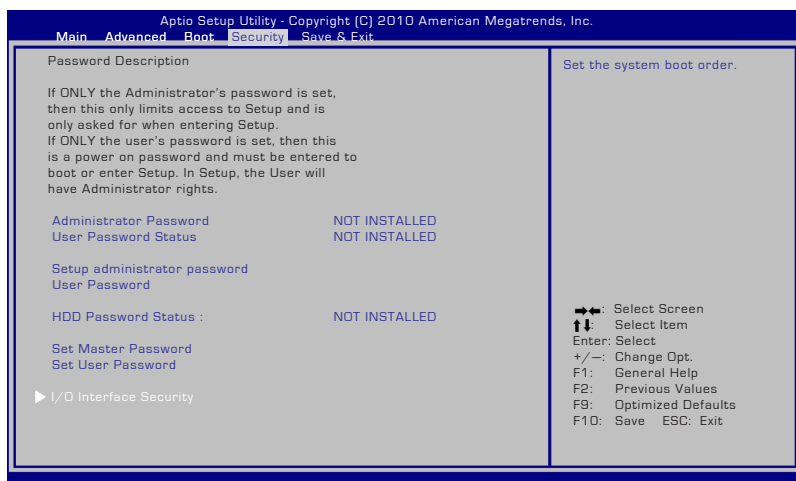 Aptio Setup Utility - Copyright (C) 2010 American Megatrends, Inc.
Main Advanced Boot Security Save & Exit
Password Description
If ONLY the Administrator's password is set,
then this only limits access to Setup and is
only asked for when entering Setup.
If ONLY the user's password is set, then this
is a power on password and must be entered to
boot or enter Setup. In Setup, the User will
have Administrator rights.
Administrator Password NOT INSTALLED
User Password Status NOT INSTALLED
Setup administrator password
User Password
HDD Password Status : NOT INSTALLED
Set Master Password
Set User Password
I/O Interface Security
Set the system boot order.
→←: Select Screen
↑↓: Select Item
Enter: Select
+/—: Change Opt.
F1: General Help
F2: Previous Values
F9: Optimized Defaults
F10: Save ESC: Exit